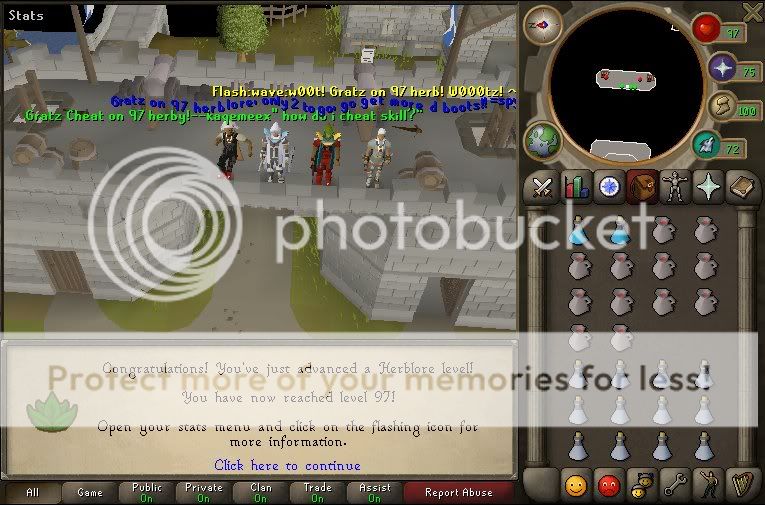 Stats
Flash:wave:w00t! Gratz on 97 herb! W000tz! ~
Gratz on 97 herblore, only 2 to go, go get more d boots!!
Gratz Cheat on 97 herby!--kaqemeex" how do i cheat skill?"
97
75
100
72
photobucket
Protect more of your memories for less!
Congratulations! You've just advanced a Herblore level!
You have now reached level 97!
Open your stats menu and click on the flashing icon for
more information.
Click here to continue
All
Game
Public
On
Private
On
Clan
On
Trade
On
Assist
On
Report Abuse